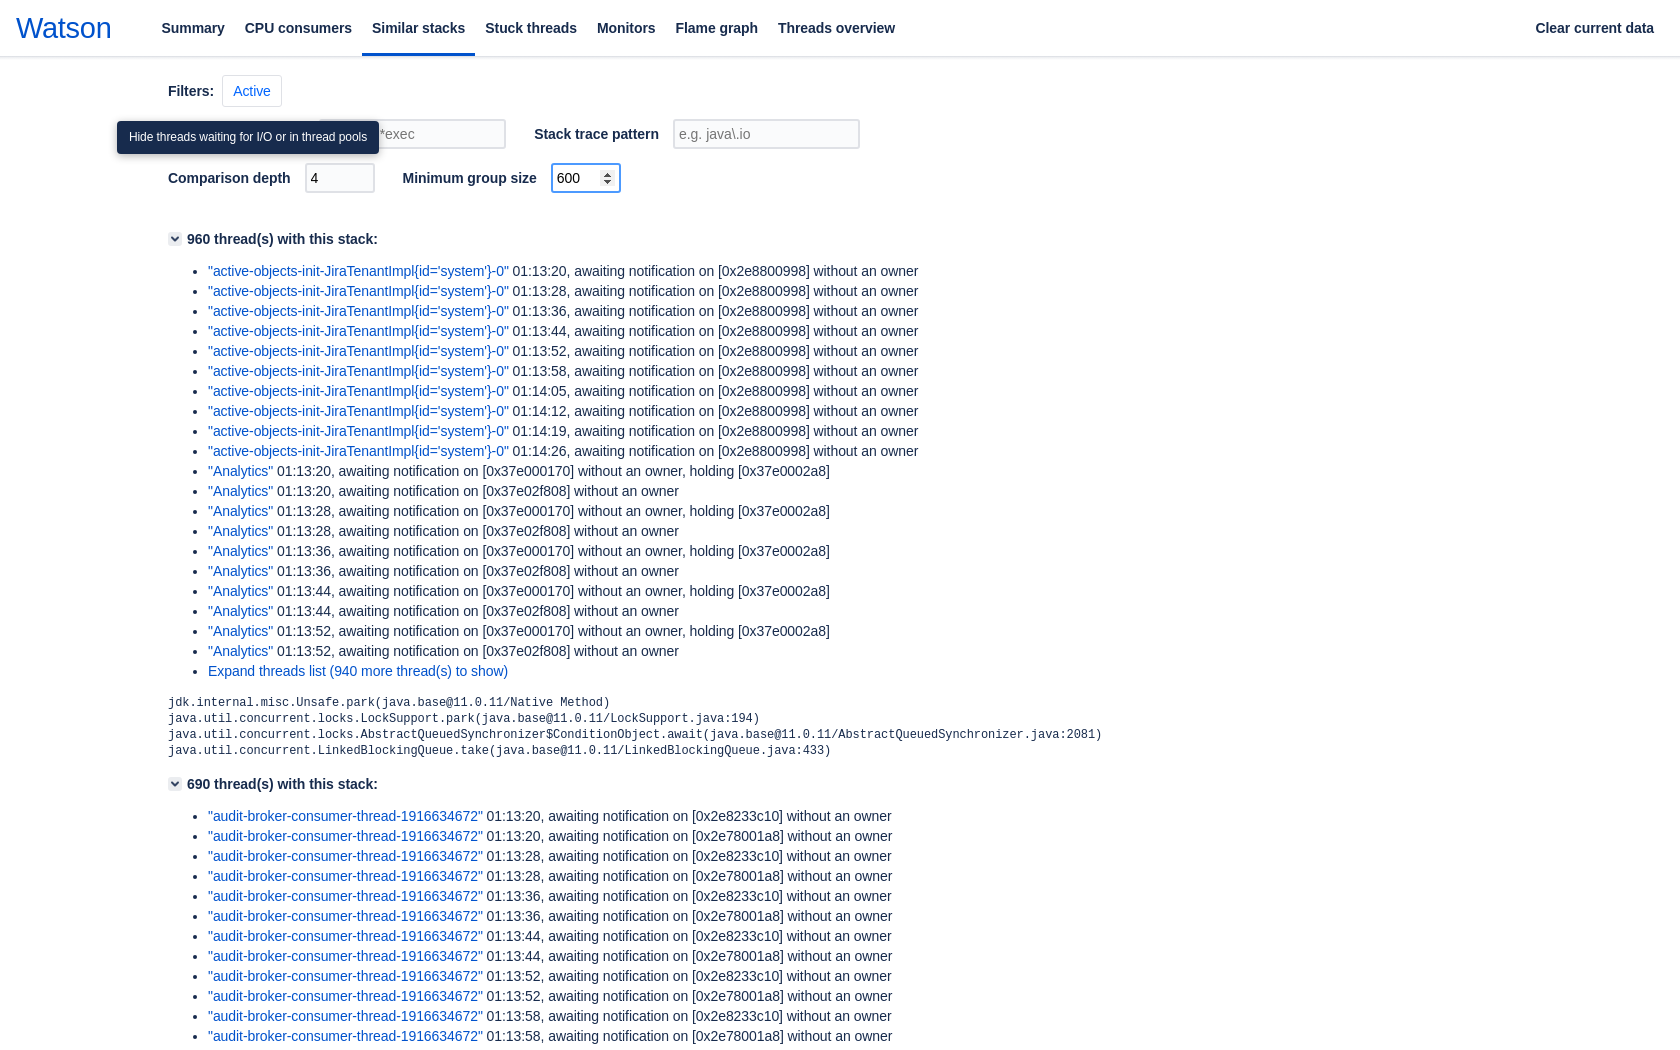 Watson
Summary CPU consumers Similar stacks Stuck threads Monitors Flame graph Threads overview Clear current data
Filters: Active
Hide threads waiting for I/O or in thread pools
*exec Stack trace pattern e.g. java\.io
Comparison depth 4 Minimum group size 600
960 thread(s) with this stack:
• "active-objects-init-JiraTenantImpl{id='system'}-0" 01:13:20, awaiting notification on [0x2e8800998] without an owner
• "active-objects-init-JiraTenantImpl{id='system'}-0" 01:13:28, awaiting notification on [0x2e8800998] without an owner
• "active-objects-init-JiraTenantImpl{id='system'}-0" 01:13:36, awaiting notification on [0x2e8800998] without an owner
• "active-objects-init-JiraTenantImpl{id='system'}-0" 01:13:44, awaiting notification on [0x2e8800998] without an owner
• "active-objects-init-JiraTenantImpl{id='system'}-0" 01:13:52, awaiting notification on [0x2e8800998] without an owner
• "active-objects-init-JiraTenantImpl{id='system'}-0" 01:13:58, awaiting notification on [0x2e8800998] without an owner
• "active-objects-init-JiraTenantImpl{id='system'}-0" 01:14:05, awaiting notification on [0x2e8800998] without an owner
• "active-objects-init-JiraTenantImpl{id='system'}-0" 01:14:12, awaiting notification on [0x2e8800998] without an owner
• "active-objects-init-JiraTenantImpl{id='system'}-0" 01:14:19, awaiting notification on [0x2e8800998] without an owner
• "active-objects-init-JiraTenantImpl{id='system'}-0" 01:14:26, awaiting notification on [0x2e8800998] without an owner
• "Analytics" 01:13:20, awaiting notification on [0x37e000170] without an owner, holding [0x37e0002a8]
• "Analytics" 01:13:20, awaiting notification on [0x37e02f808] without an owner
• "Analytics" 01:13:28, awaiting notification on [0x37e000170] without an owner, holding [0x37e0002a8]
• "Analytics" 01:13:28, awaiting notification on [0x37e02f808] without an owner
• "Analytics" 01:13:36, awaiting notification on [0x37e000170] without an owner, holding [0x37e0002a8]
• "Analytics" 01:13:36, awaiting notification on [0x37e02f808] without an owner
• "Analytics" 01:13:44, awaiting notification on [0x37e000170] without an owner, holding [0x37e0002a8]
• "Analytics" 01:13:44, awaiting notification on [0x37e02f808] without an owner
• "Analytics" 01:13:52, awaiting notification on [0x37e000170] without an owner, holding [0x37e0002a8]
• "Analytics" 01:13:52, awaiting notification on [0x37e02f808] without an owner
• Expand threads list (940 more thread(s) to show)
jdk.internal.misc.Unsafe.park(java.base@11.0.11/Native Method)
java.util.concurrent.locks.LockSupport.park(java.base@11.0.11/LockSupport.java:194)
java.util.concurrent.locks.AbstractQueuedSynchronizer$ConditionObject.await(java.base@11.0.11/AbstractQueuedSynchronizer.java:2081)
java.util.concurrent.LinkedBlockingQueue.take(java.base@11.0.11/LinkedBlockingQueue.java:433)
690 thread(s) with this stack:
• "audit-broker-consumer-thread-1916634672" 01:13:20, awaiting notification on [0x2e8233c10] without an owner
• "audit-broker-consumer-thread-1916634672" 01:13:20, awaiting notification on [0x2e78001a8] without an owner
• "audit-broker-consumer-thread-1916634672" 01:13:28, awaiting notification on [0x2e8233c10] without an owner
• "audit-broker-consumer-thread-1916634672" 01:13:28, awaiting notification on [0x2e78001a8] without an owner
• "audit-broker-consumer-thread-1916634672" 01:13:36, awaiting notification on [0x2e8233c10] without an owner
• "audit-broker-consumer-thread-1916634672" 01:13:36, awaiting notification on [0x2e78001a8] without an owner
• "audit-broker-consumer-thread-1916634672" 01:13:44, awaiting notification on [0x2e8233c10] without an owner
• "audit-broker-consumer-thread-1916634672" 01:13:44, awaiting notification on [0x2e78001a8] without an owner
• "audit-broker-consumer-thread-1916634672" 01:13:52, awaiting notification on [0x2e8233c10] without an owner
• "audit-broker-consumer-thread-1916634672" 01:13:52, awaiting notification on [0x2e78001a8] without an owner
• "audit-broker-consumer-thread-1916634672" 01:13:58, awaiting notification on [0x2e8233c10] without an owner
• "audit-broker-consumer-thread-1916634672" 01:13:58, awaiting notification on [0x2e78001a8] without an owner